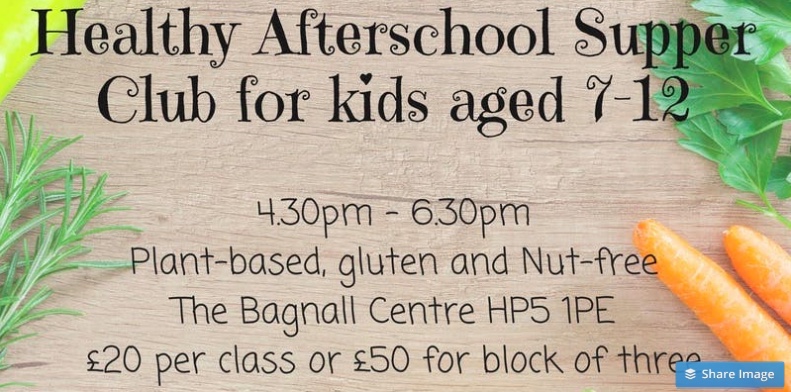 Healthy Afterschool Supper
Club for kids aged 7-12
4.30pm - 6.30pm
Plant-based, gluten and Nut-free
The Bagnall Centre HP5 1PE
£20 per class or £50 for block of three
Share Image